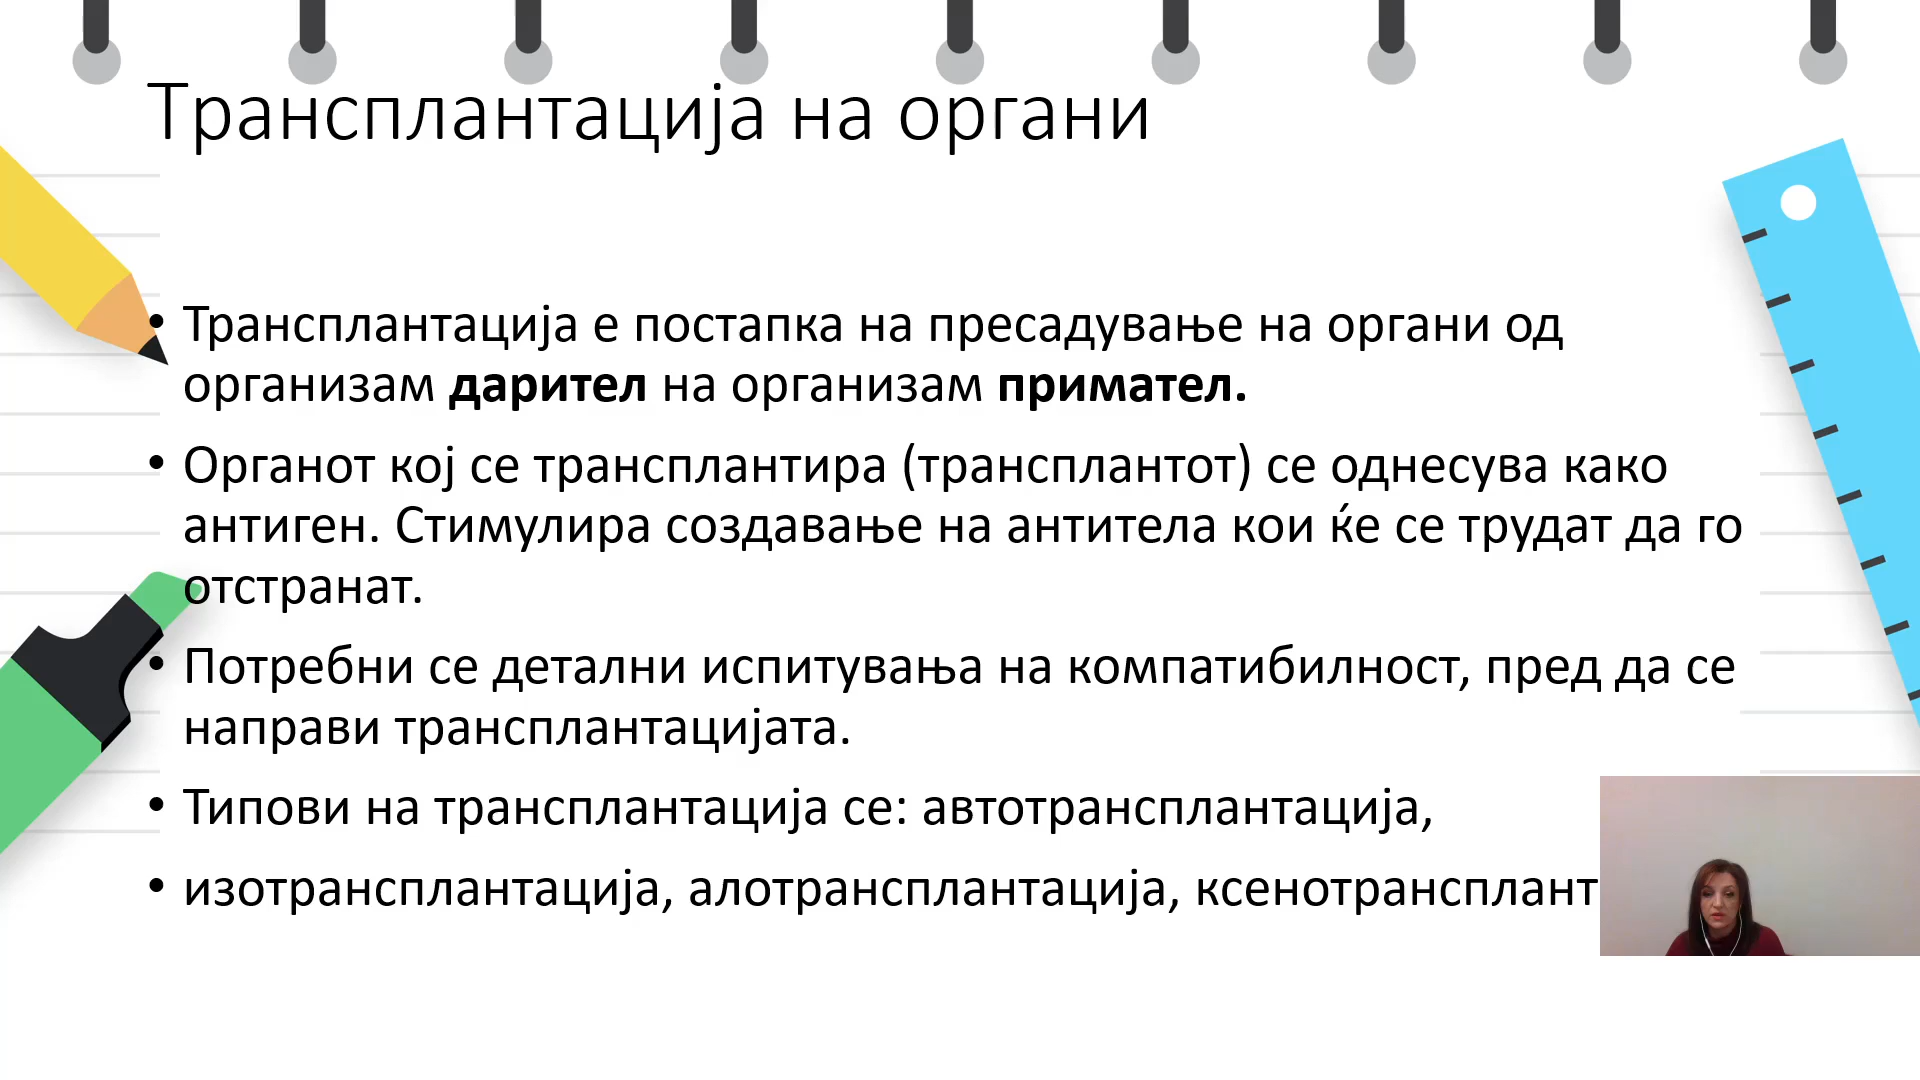 Трансплантација на органи
• Трансплантација е постапка на пресадување на органи од
организам дарител на организам примател.
• Органот кој се трансплантира (трансплантот) се однесува како
антиген. Стимулира создавање на антитела кои ќе се трудат да го
отстранат.
• Потребни се детални испитувања на компатибилност, пред да се
направи трансплантацијата.
• Типови на трансплантација се: автотрансплантација,
• изотрансплантација, алотрансплантација, ксенотрансплант